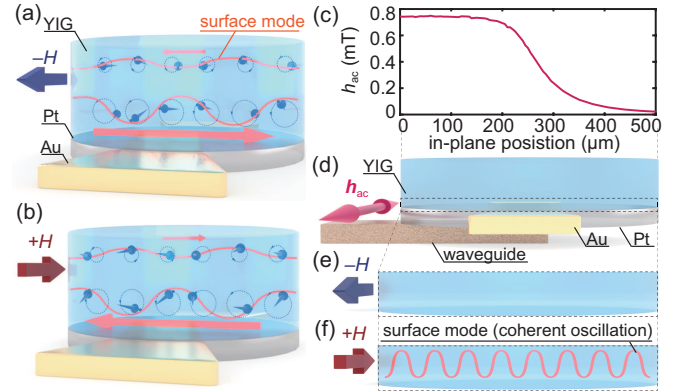 (a)
YIG
surface mode
–H
Pt
Au
(b)
+H
(c)
h_ac (mT)
0.8
0.6
0.4
0.2
0
0
100
200
300
400
500
in-plane posistion (μm)
(d)
YIG
h_ac
Au
Pt
waveguide
(e)
–H
(f)
+H
surface mode (coherent oscillation)